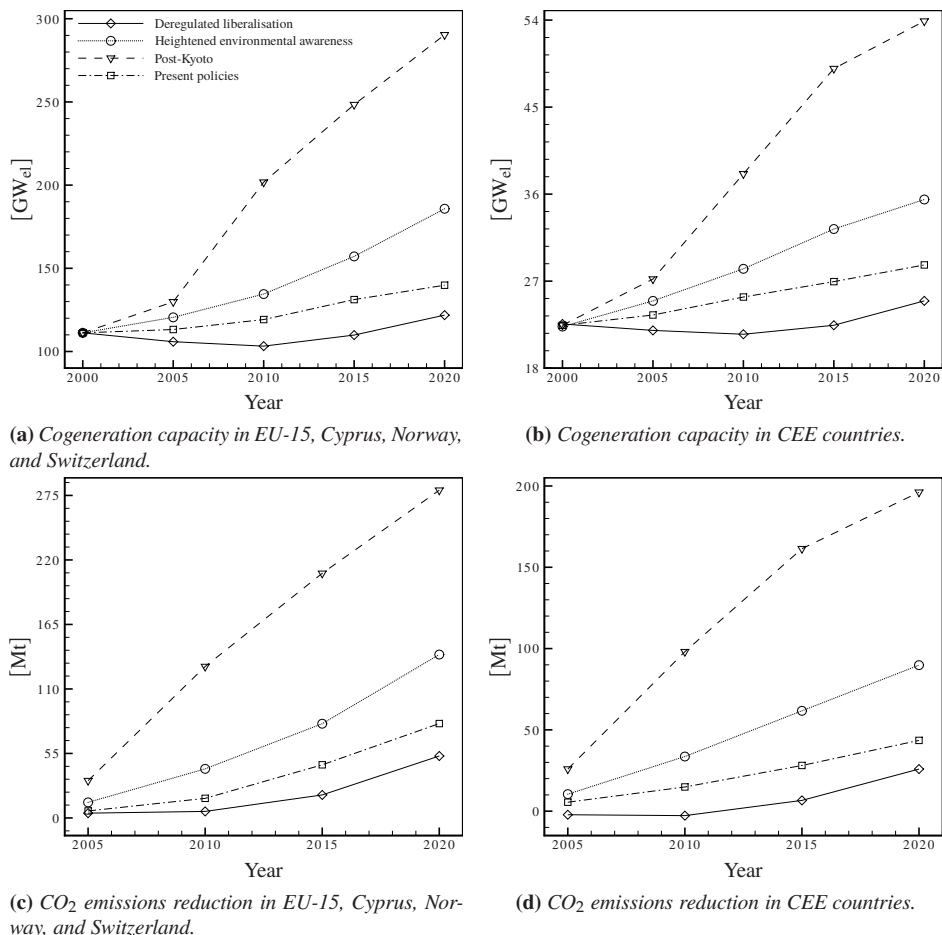 300
250
200
150
100
[GWel]
Deregulated liberalisation
Heightened environmental awareness
Post-Kyoto
Present policies
2000 2005 2010 2015 2020
Year
(a) Cogeneration capacity in EU-15, Cyprus, Norway,
and Switzerland.
54
45
36
27
18
[GWel]
2000 2005 2010 2015 2020
Year
(b) Cogeneration capacity in CEE countries.
275
220
165
110
55
0
[Mt]
2005 2010 2015 2020
Year
(c) CO2 emissions reduction in EU-15, Cyprus, Nor-
way, and Switzerland.
200
150
100
50
0
[Mt]
2005 2010 2015 2020
Year
(d) CO2 emissions reduction in CEE countries.